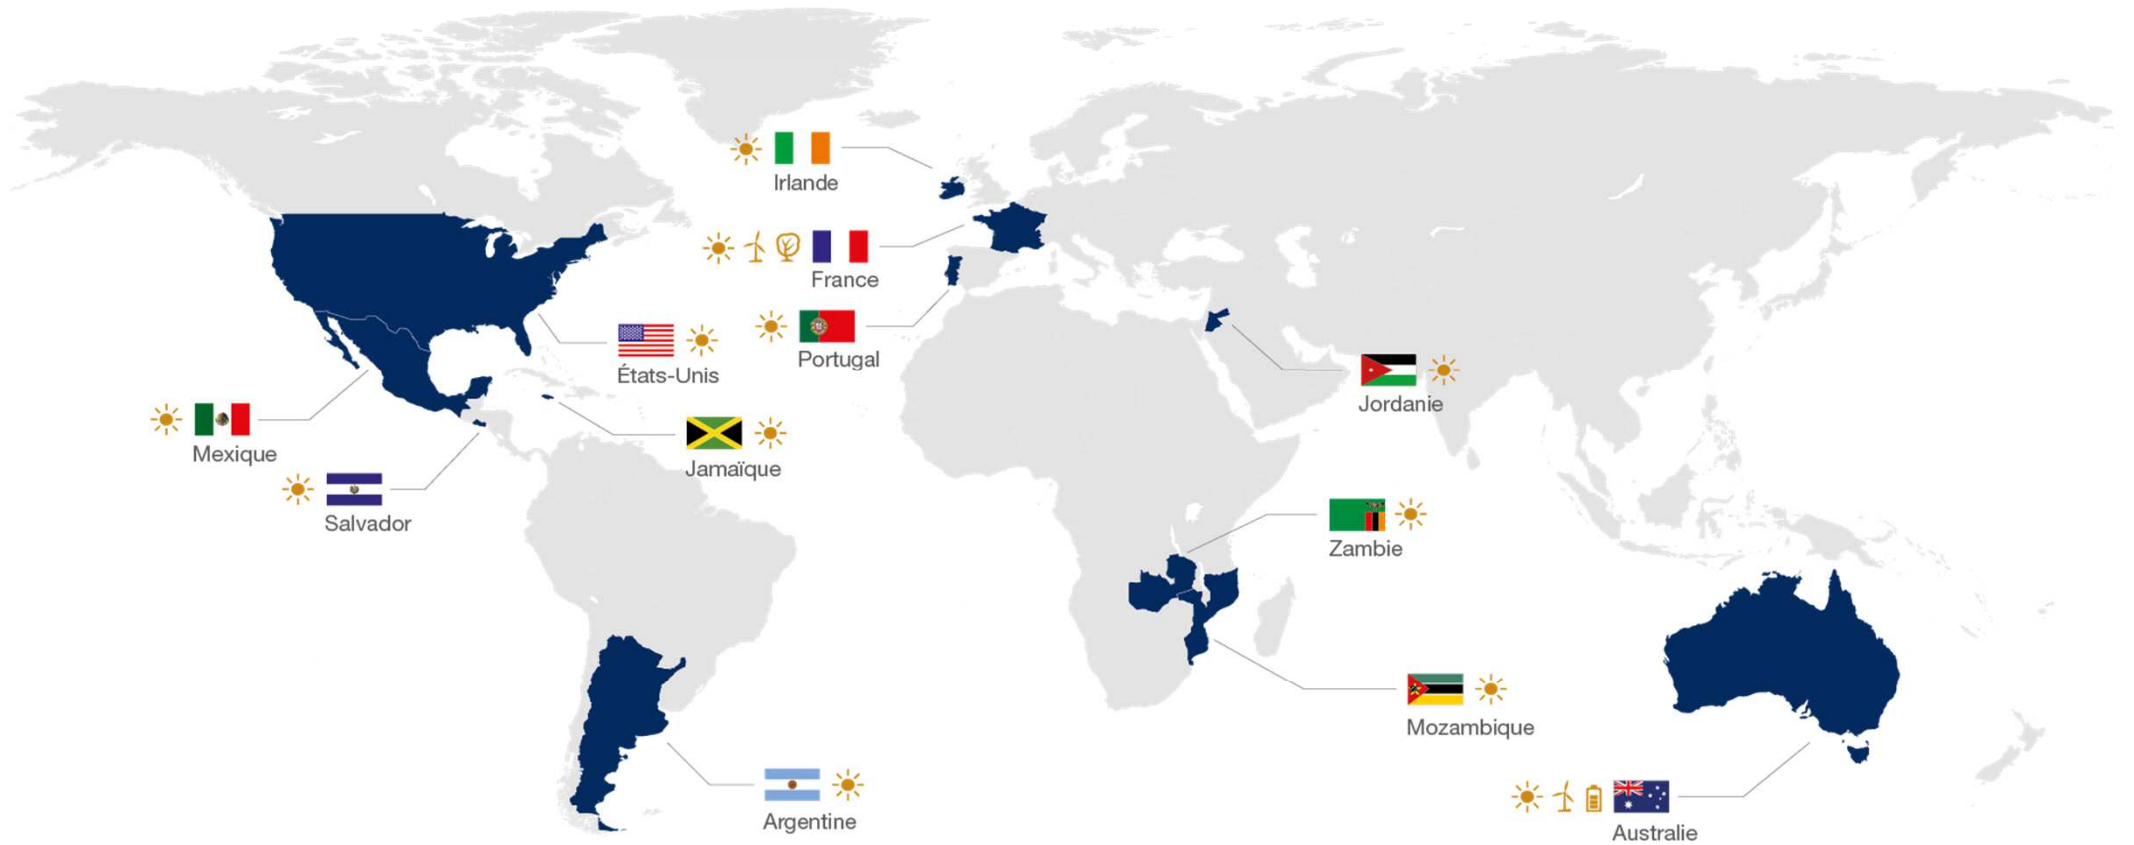 Irlande
France
Portugal
États-Unis
Jordanie
Mexique
Jamaïque
Salvador
Zambie
Mozambique
Argentine
Australie